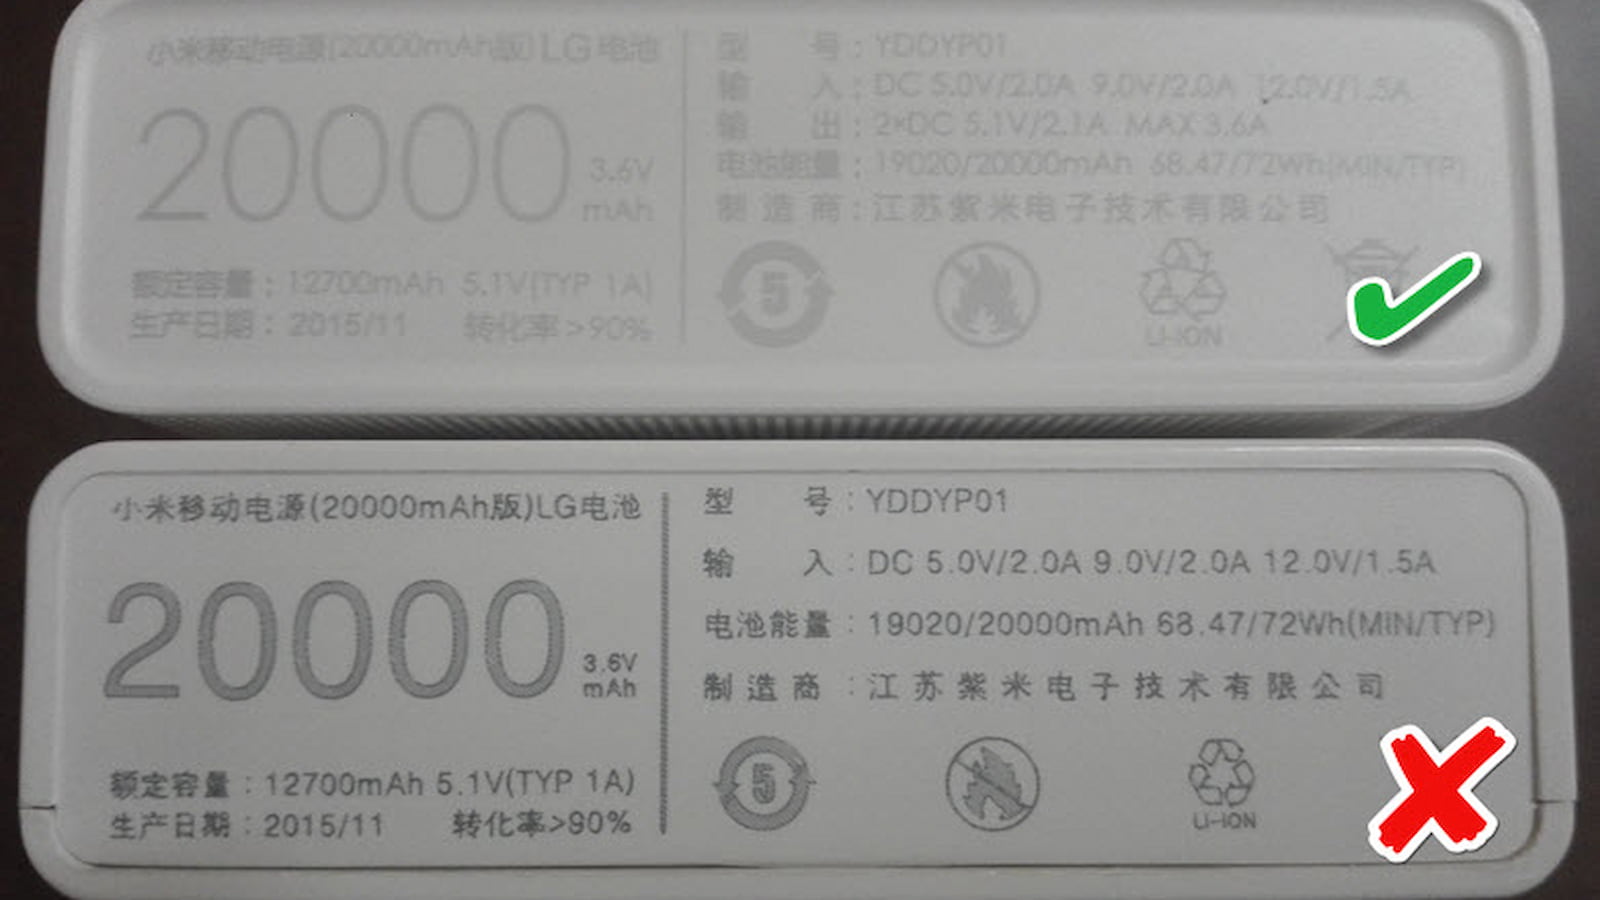 小米移动电源(20000mAh版)LG电池
20000
3.6V
mAh
额定容量：12700mAh 5.1V(TYP 1A)
生产日期：2015/11 转化率>90%
型 号：YDDYP01
输 入：DC 5.0V/2.0A 9.0V/2.0A 12.0V/1.5A
输 出：2×DC 5.1V/2.1A MAX 3.6A
电池能量：19020/20000mAh 68.47/72Wh(MIN/TYP)
制造商：江苏紫米电子技术有限公司
5
LI-ION
小米移动电源(20000mAh版)LG电池
20000
3.6V
mAh
额定容量：12700mAh 5.1V(TYP 1A)
生产日期：2015/11 转化率>90%
型 号：YDDYP01
输 入：DC 5.0V/2.0A 9.0V/2.0A 12.0V/1.5A
电池能量：19020/20000mAh 68.47/72Wh(MIN/TYP)
制造商：江苏紫米电子技术有限公司
5
LI-ION